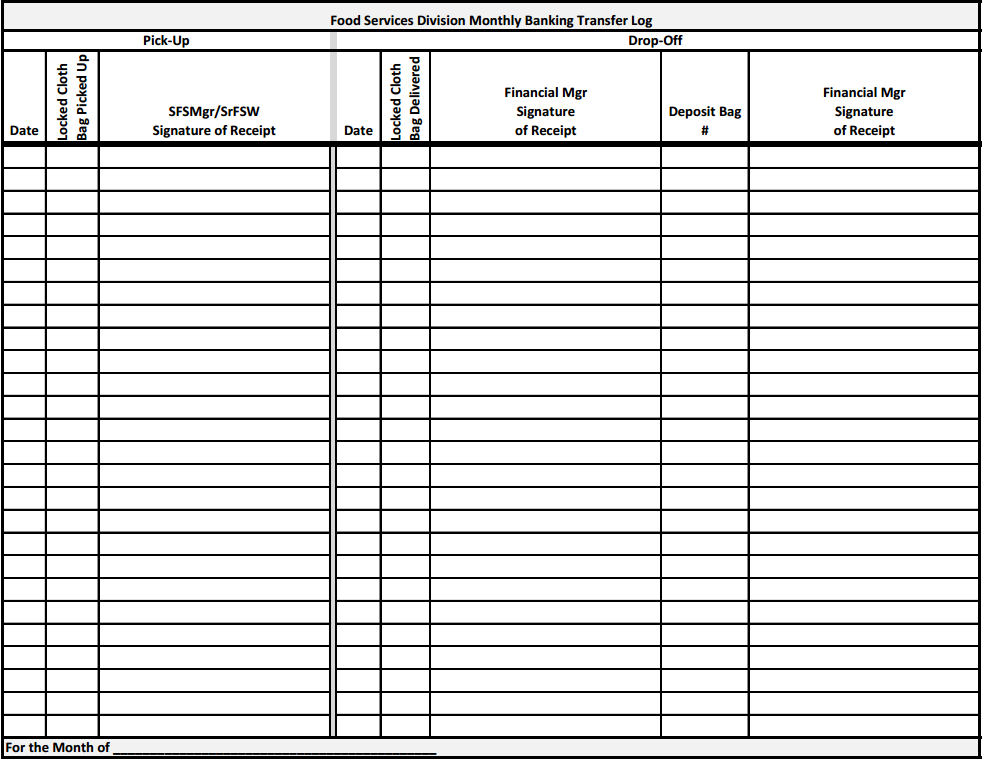 Food Services Division Monthly Banking Transfer Log
Pick-Up
Drop-Off
Date
Locked Cloth
Bag Picked Up
SFSMgr/SrFSW
Signature of Receipt
Date
Locked Cloth
Bag Delivered
Financial Mgr
Signature
of Receipt
Deposit Bag
#
Financial Mgr
Signature
of Receipt
For the Month of ________________________________________